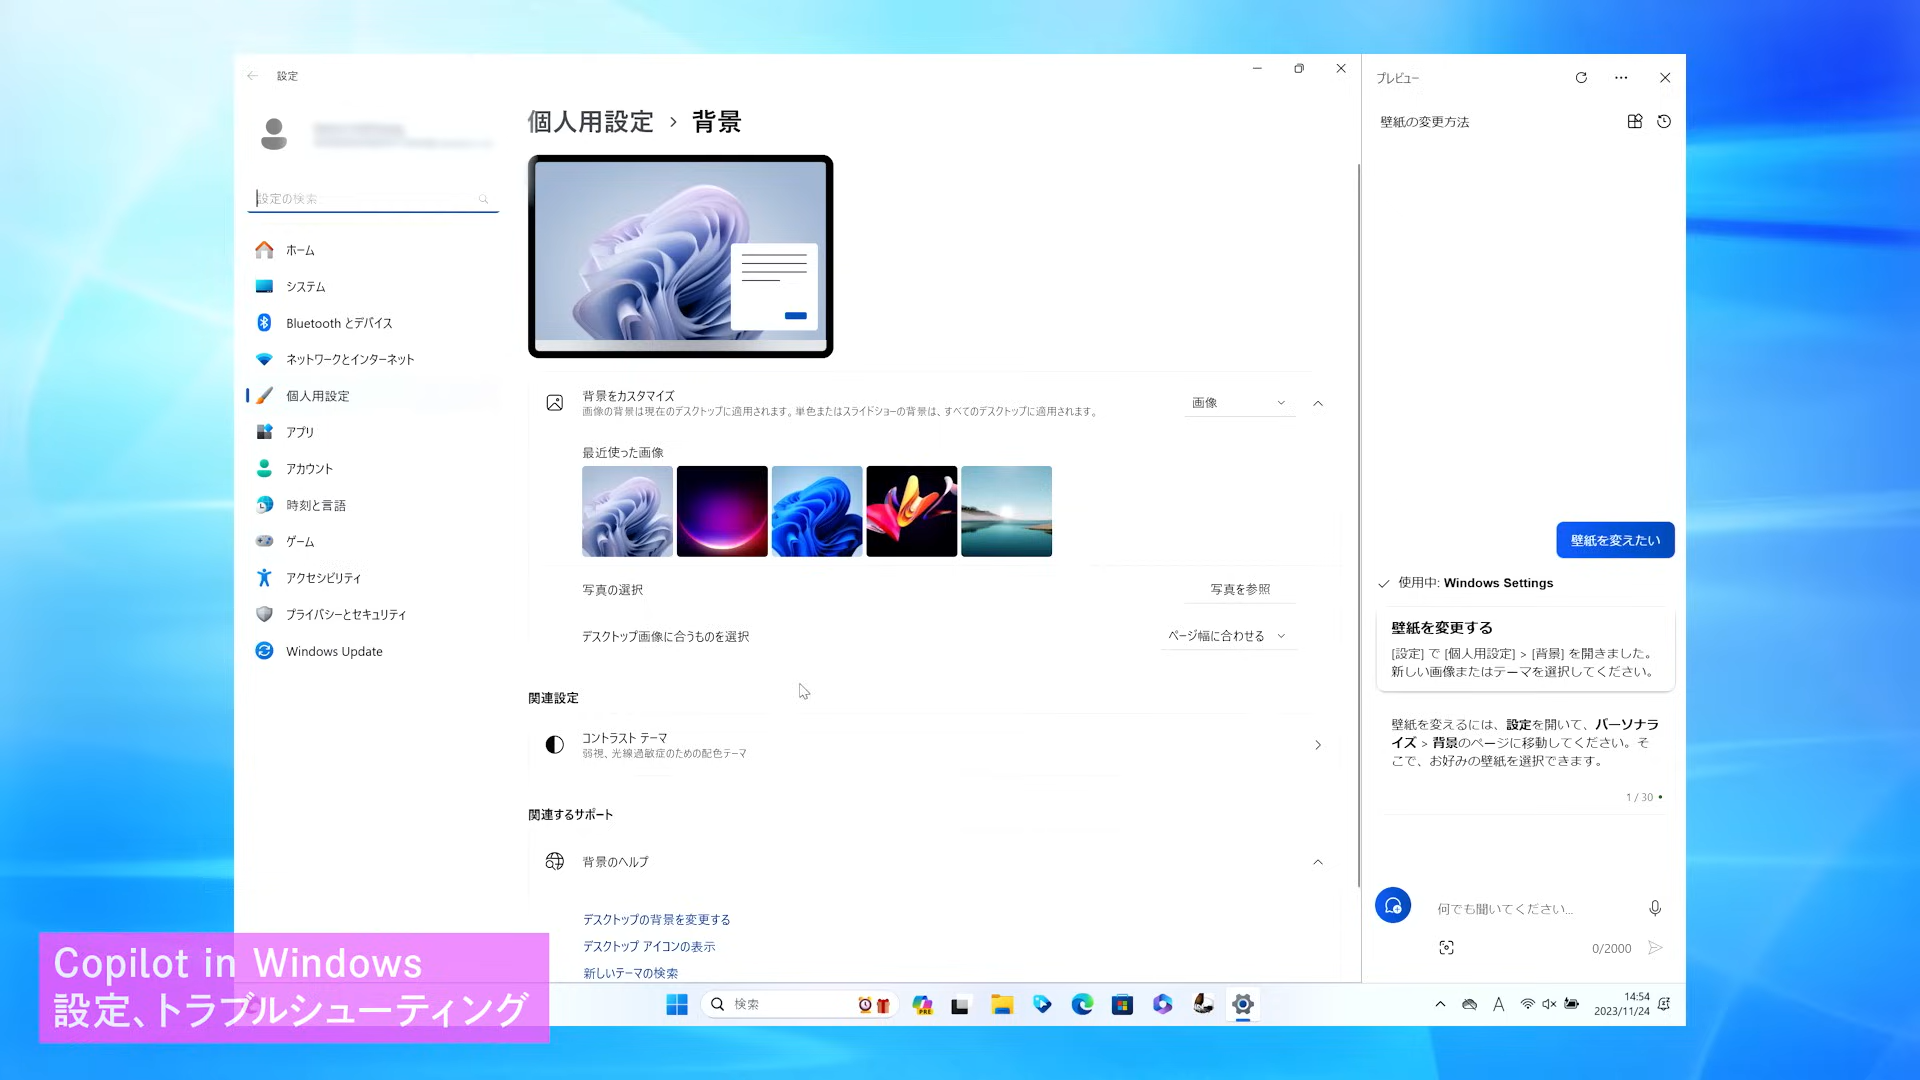 設定
設定の検索
ホーム
システム
Bluetooth とデバイス
ネットワークとインターネット
個人用設定
アプリ
アカウント
時刻と言語
ゲーム
アクセシビリティ
プライバシーとセキュリティ
Windows Update
個人用設定 › 背景
背景をカスタマイズ
画像の背景は現在のデスクトップに適用されます。単色またはスライドショーの背景は、すべてのデスクトップに適用されます。
画像
最近使った画像
写真の選択
写真を参照
デスクトップ画像に合うものを選択
ページ幅に合わせる
関連設定
コントラスト テーマ
弱視、光線過敏症のための配色テーマ
関連するサポート
背景のヘルプ
デスクトップの背景を変更する
デスクトップ アイコンの表示
新しいテーマの検索
プレビュー
壁紙の変更方法
壁紙を変えたい
使用中: Windows Settings
壁紙を変更する
[設定] で [個人用設定] > [背景] を開きました。
新しい画像またはテーマを選択してください。
壁紙を変えるには、設定を開いて、パーソナラ
イズ > 背景のページに移動してください。そ
こで、お好みの壁紙を選択できます。
1 / 30
何でも聞いてください...
0/2000
Copilot in Windows
設定、トラブルシューティング
検索
PRE
A
14:54
2023/11/24